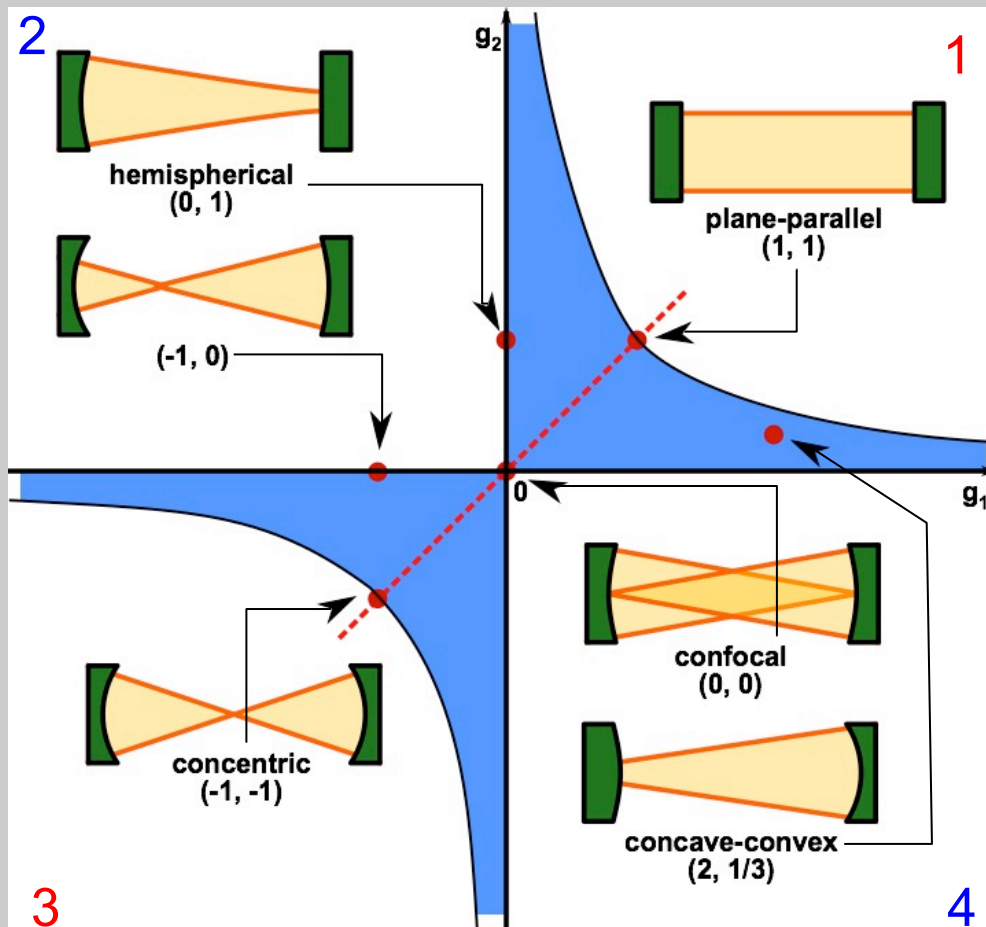 2
g2
1
hemispherical
(0, 1)
plane-parallel
(1, 1)
(-1, 0)
0
g1
confocal
(0, 0)
concentric
(-1, -1)
concave-convex
(2, 1/3)
3
4